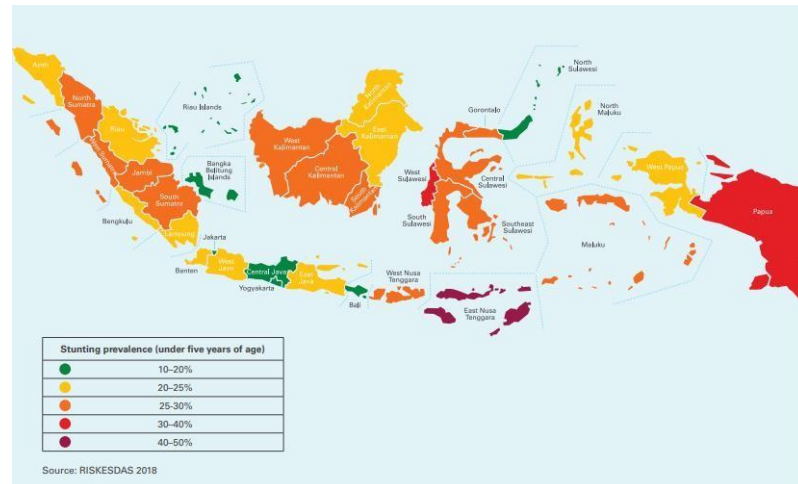 Aceh
North
Sumatra
Riau
West Sumatra
Jambi
South
Sumatra
Bengkulu
Lampung
Riau Islands
Bangka
Belitung
Islands
Jakarta
Banten
West
Java
Central Java
Yogyakarta
East
Java
Bali
West
Kalimantan
Central
Kalimantan
South
Kalimantan
East
Kalimantan
North
Kalimantan
West Nusa
Tenggara
East Nusa
Tenggara
West
Sulawesi
South
Sulawesi
Central
Sulawesi
Southeast
Sulawesi
Gorontalo
North
Sulawesi
North
Maluku
Maluku
West Papua
Papua
Stunting prevalence (under five years of age)
10–20%
20–25%
25-30%
30–40%
40–50%
Source: RISKESDAS 2018